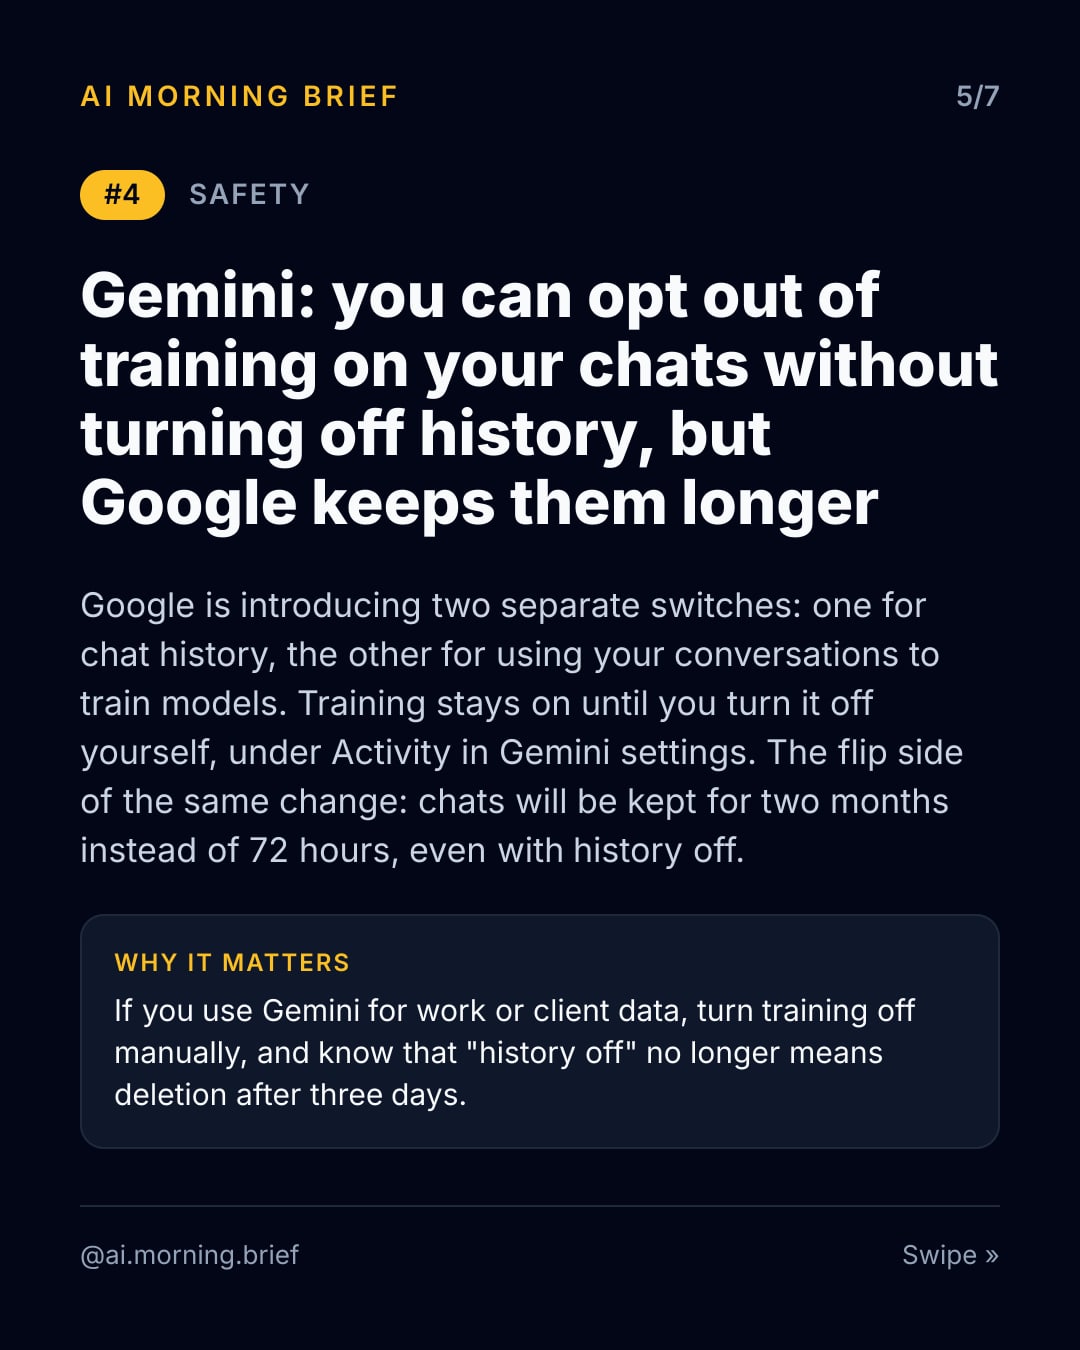 AI MORNING BRIEF
5/7
#4 SAFETY
Gemini: you can opt out of
training on your chats without
turning off history, but
Google keeps them longer
Google is introducing two separate switches: one for
chat history, the other for using your conversations to
train models. Training stays on until you turn it off
yourself, under Activity in Gemini settings. The flip side
of the same change: chats will be kept for two months
instead of 72 hours, even with history off.
WHY IT MATTERS
If you use Gemini for work or client data, turn training off
manually, and know that "history off" no longer means
deletion after three days.
@ai.morning.brief
Swipe »